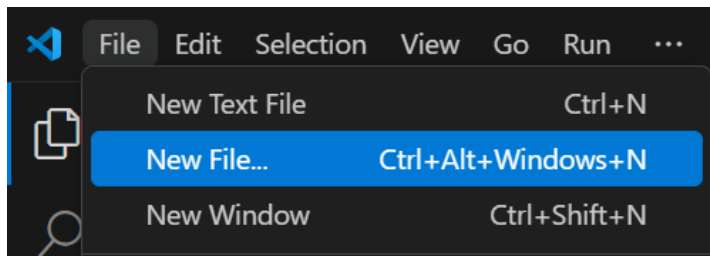 File Edit Selection View Go Run ...
New Text File Ctrl+N
New File... Ctrl+Alt+Windows+N
New Window Ctrl+Shift+N